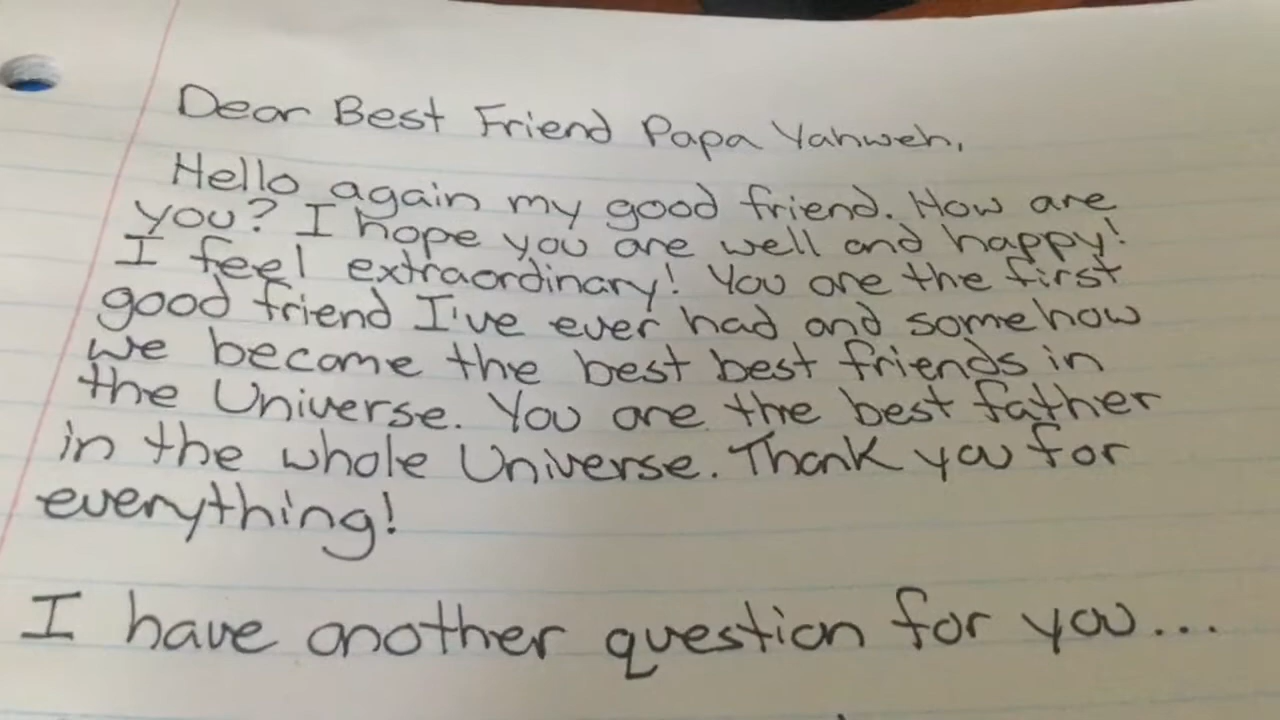 Dear Best Friend Papa Yahweh,
Hello again my good friend. How are
you? I hope you are well and happy!
I feel extraordinary! You are the first
good friend I've ever had and somehow
we became the best best friends in
the Universe. You are the best father
in the whole Universe. Thank you for
everything!
I have another question for you...